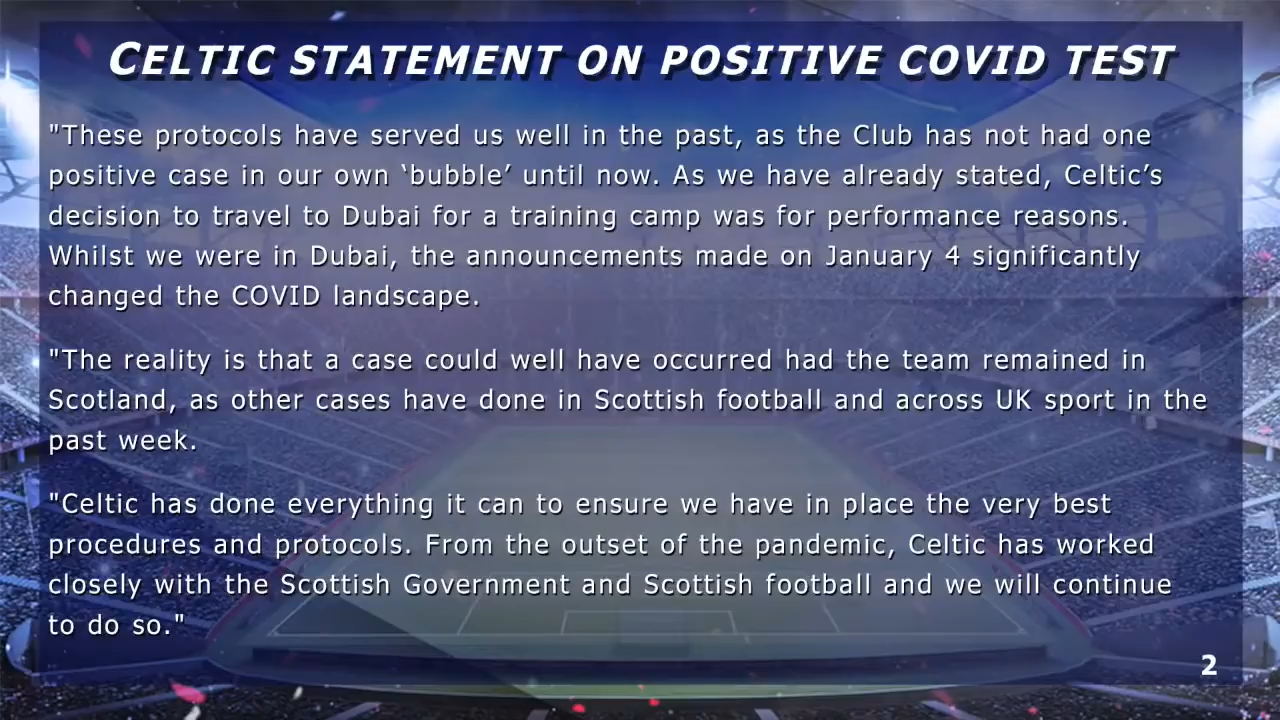 CELTIC STATEMENT ON POSITIVE COVID TEST
"These protocols have served us well in the past, as the Club has not had one
positive case in our own ‘bubble’ until now. As we have already stated, Celtic’s
decision to travel to Dubai for a training camp was for performance reasons.
Whilst we were in Dubai, the announcements made on January 4 significantly
changed the COVID landscape.
"The reality is that a case could well have occurred had the team remained in
Scotland, as other cases have done in Scottish football and across UK sport in the
past week.
"Celtic has done everything it can to ensure we have in place the very best
procedures and protocols. From the outset of the pandemic, Celtic has worked
closely with the Scottish Government and Scottish football and we will continue
to do so."
2